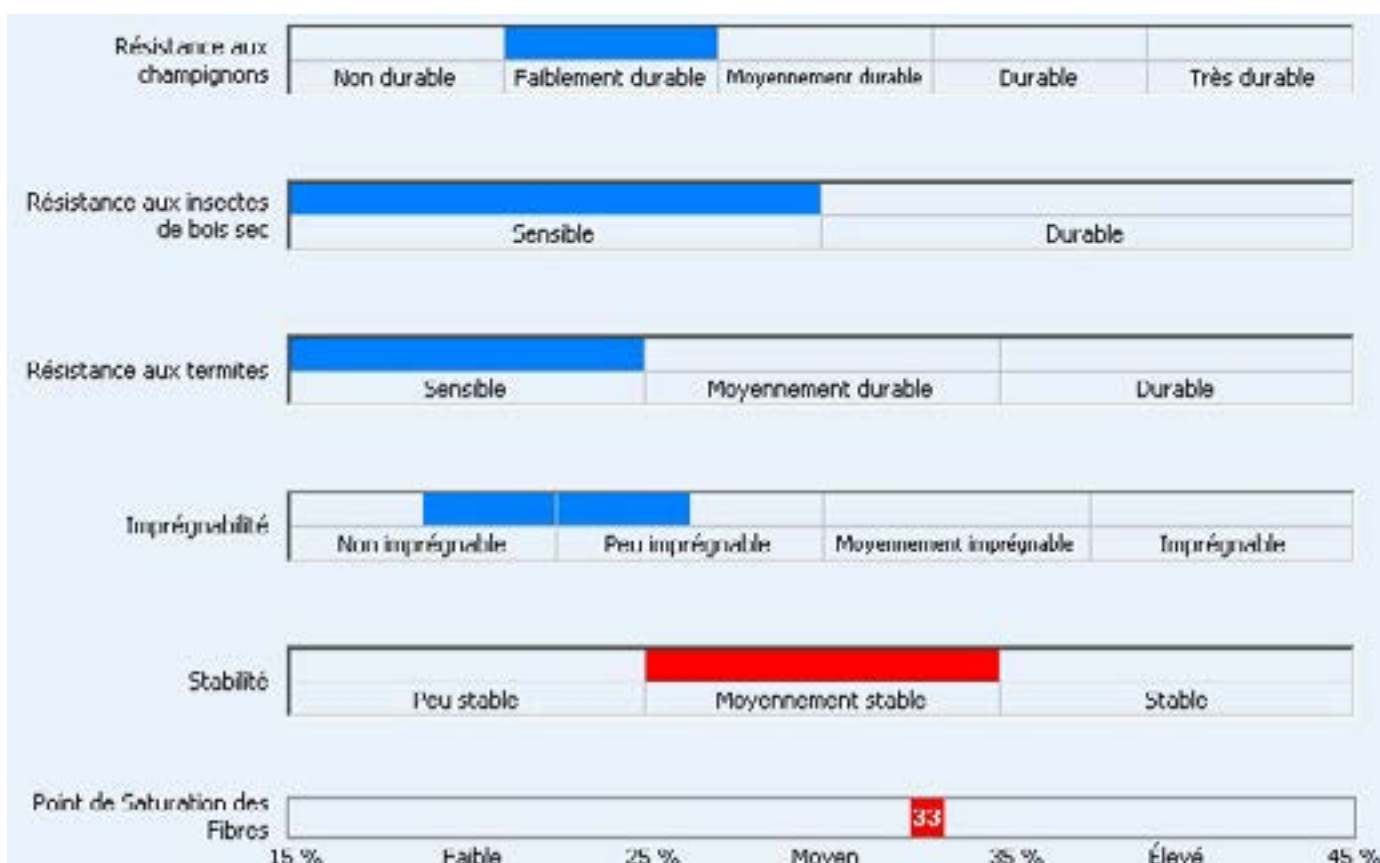 Résistance aux
champignons
Non durable Faiblement durable Moyennement durable Durable Très durable
Résistance aux insectes
de bois sec
Sensible Durable
Résistance aux termites
Sensible Moyennement durable Durable
Imprégnabilité
Non imprégnable Peu imprégnable Moyennement imprégnable Imprégnable
Stabilité
Peu stable Moyennement stable Stable
Point de Saturation des
Fibres
33
15 % Faible 25 % Moyen 35 % Élevé 45 %